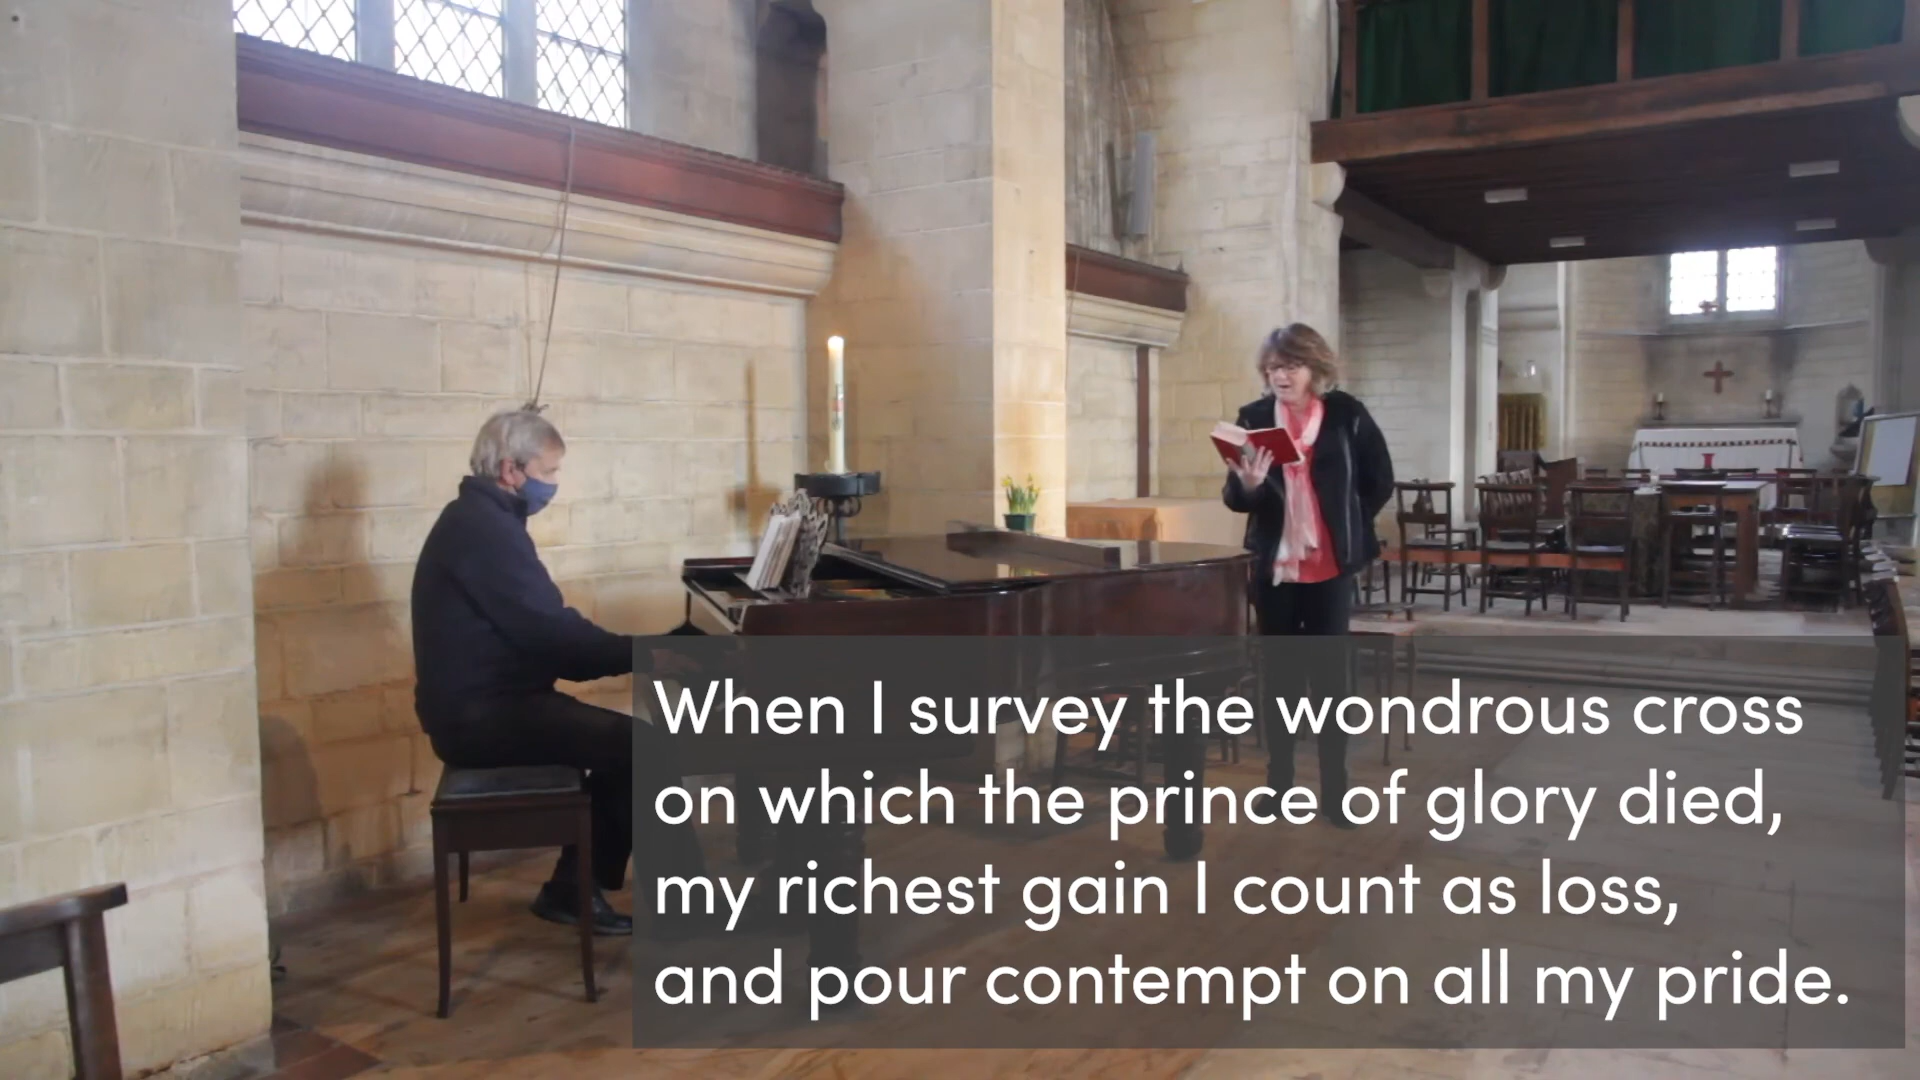 When I survey the wondrous cross
on which the prince of glory died,
my richest gain I count as loss,
and pour contempt on all my pride.